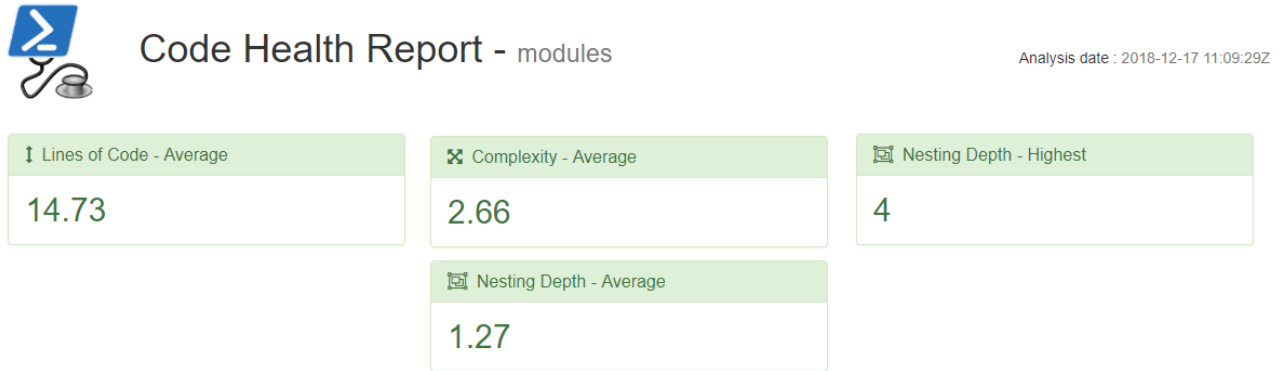 Code Health Report - modules
Analysis date : 2018-12-17 11:09:29Z
Lines of Code - Average
14.73
Complexity - Average
2.66
Nesting Depth - Highest
4
Nesting Depth - Average
1.27